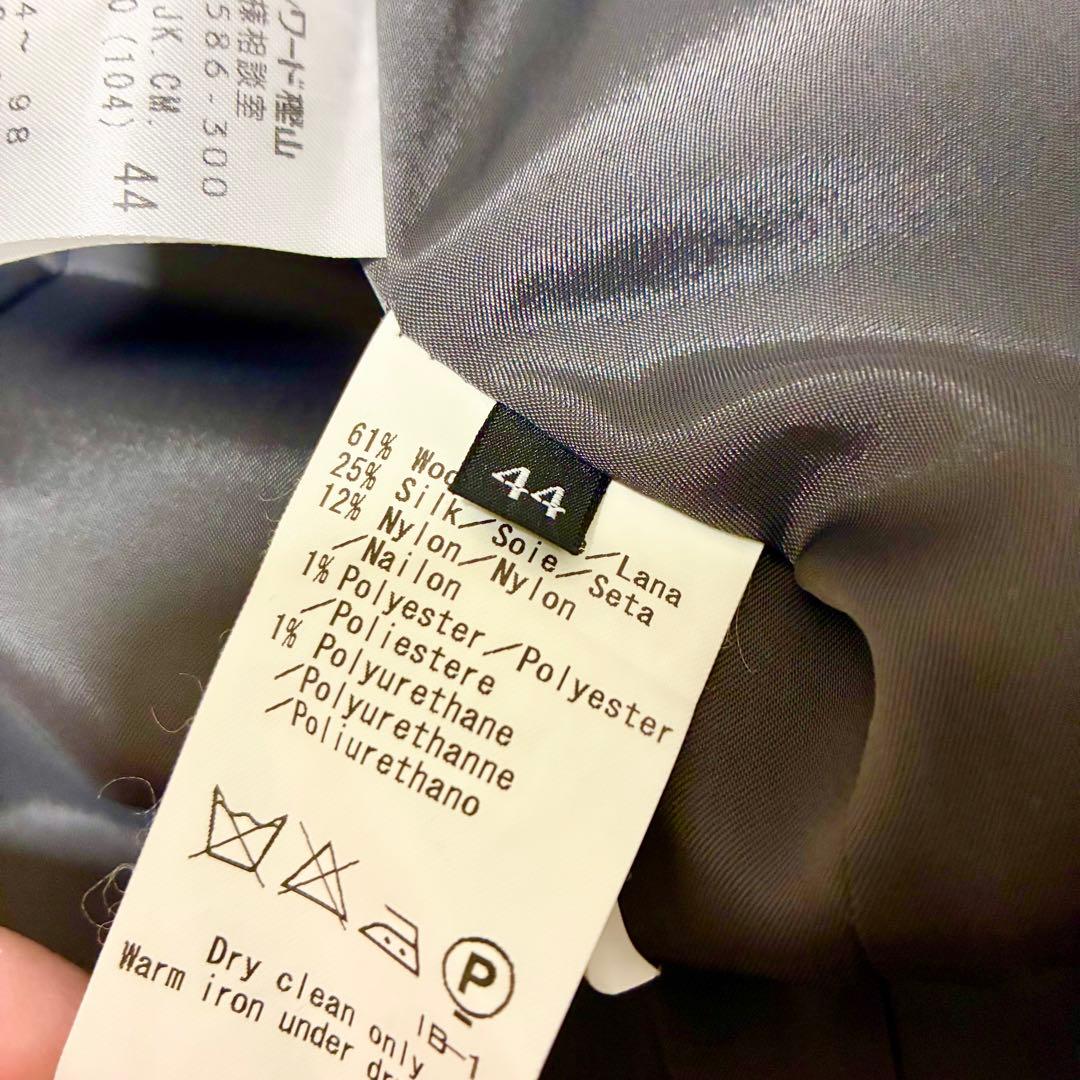 ワード樫山
様相談室
586-300
JK.CM.
0 (104) 44
4~98
44
61% Woo /Lana
25% Silk/Soie/Seta
12% Nylon/Nylon
/Nailon
1% Polyester/Polyester
/Poliestere
1% Polyurethane
/Polyurethanne
/Poliurethano
P
Dry clean only
Warm iron under
IB-1